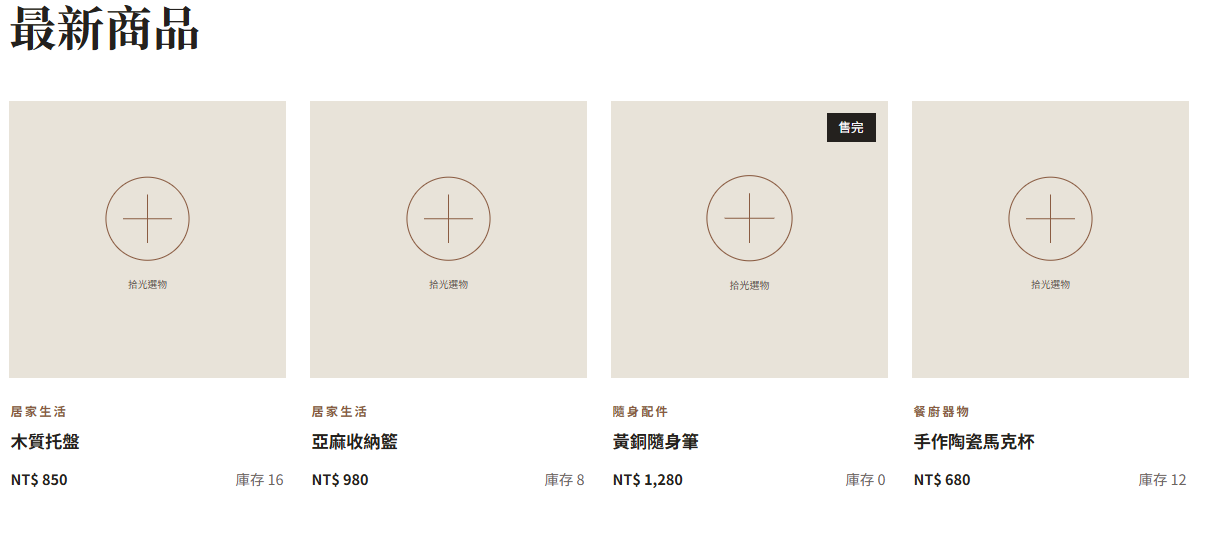 最新商品
售完
拾光選物
拾光選物
拾光選物
拾光選物
居家生活
木質托盤
NT$ 850
庫存 16
居家生活
亞麻收納籃
NT$ 980
庫存 8
隨身配件
黃銅隨身筆
NT$ 1,280
庫存 0
餐廚器物
手作陶瓷馬克杯
NT$ 680
庫存 12